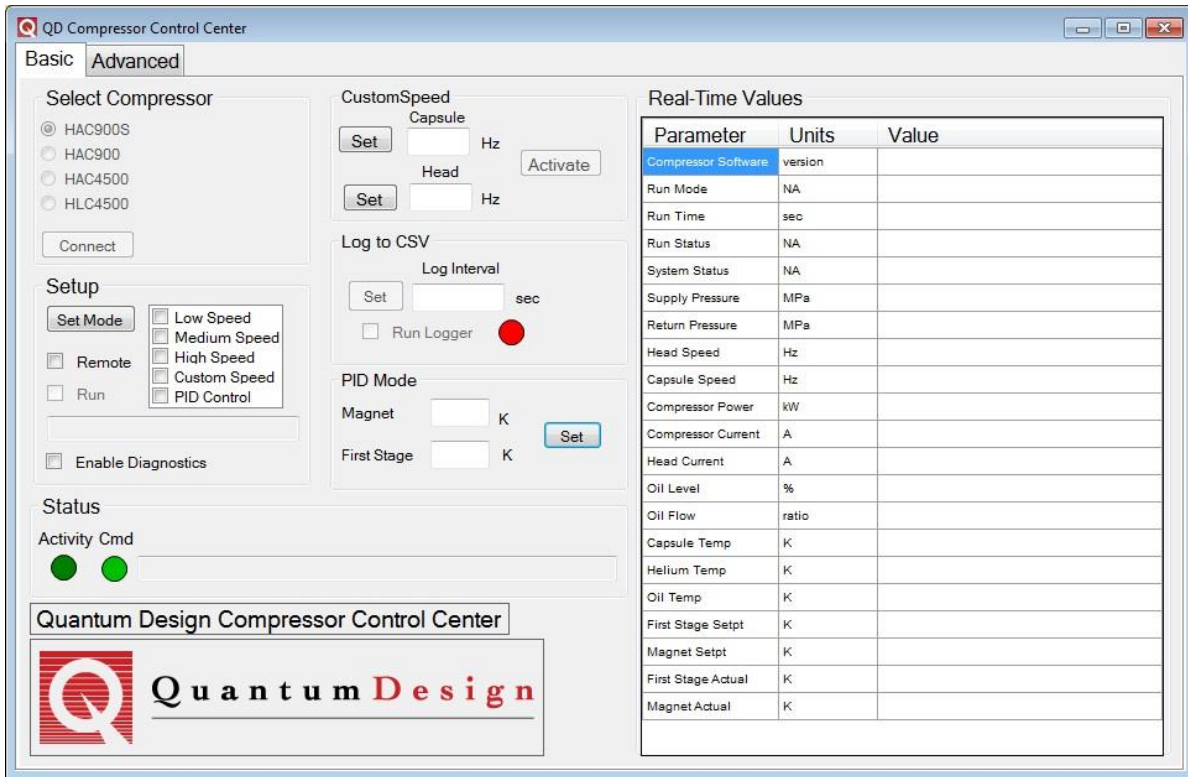 QD Compressor Control Center
Basic Advanced
Select Compressor
HAC900S
HAC900
HAC4500
HLC4500
Connect
Setup
Set Mode
Low Speed
Medium Speed
High Speed
Custom Speed
PID Control
Remote
Run
Enable Diagnostics
CustomSpeed
Capsule
Set Hz
Activate
Head
Set Hz
Log to CSV
Log Interval
Set sec
Run Logger
PID Mode
Magnet K
Set
First Stage K
Status
Activity Cmd
Quantum Design Compressor Control Center
Q QuantumDesign
Real-Time Values
Parameter Units Value
Compressor Software version
Run Mode NA
Run Time sec
Run Status NA
System Status NA
Supply Pressure MPa
Return Pressure MPa
Head Speed Hz
Capsule Speed Hz
Compressor Power kW
Compressor Current A
Head Current A
Oil Level %
Oil Flow ratio
Capsule Temp K
Helium Temp K
Oil Temp K
First Stage Setpt K
Magnet Setpt K
First Stage Actual K
Magnet Actual K